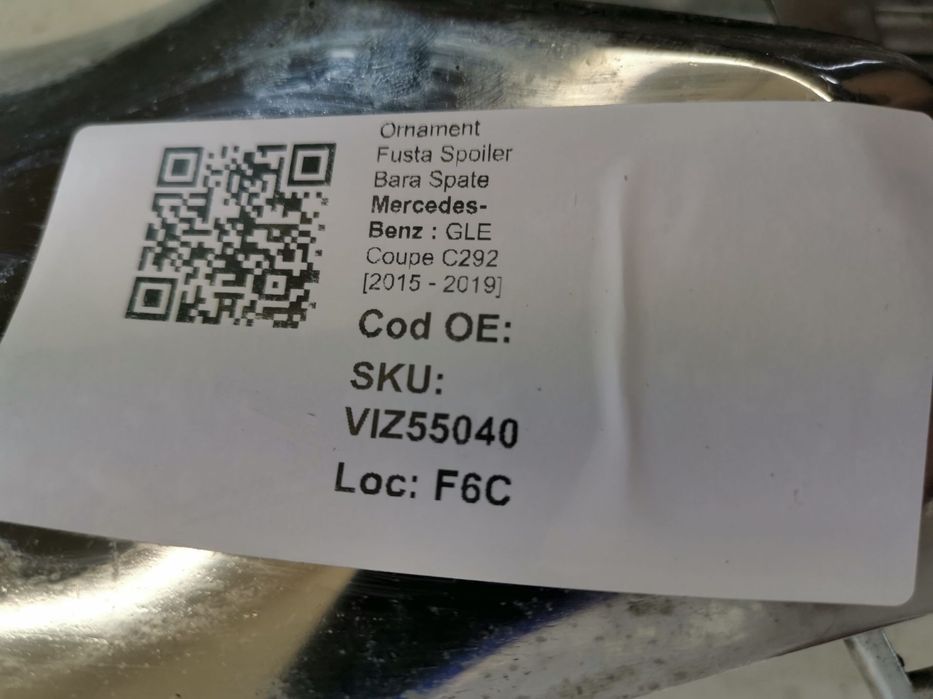 Ornament
Fusta Spoiler
Bara Spate
Mercedes-
Benz : GLE
Coupe C292
[2015 - 2019]
Cod OE:
SKU:
VIZ55040
Loc: F6C